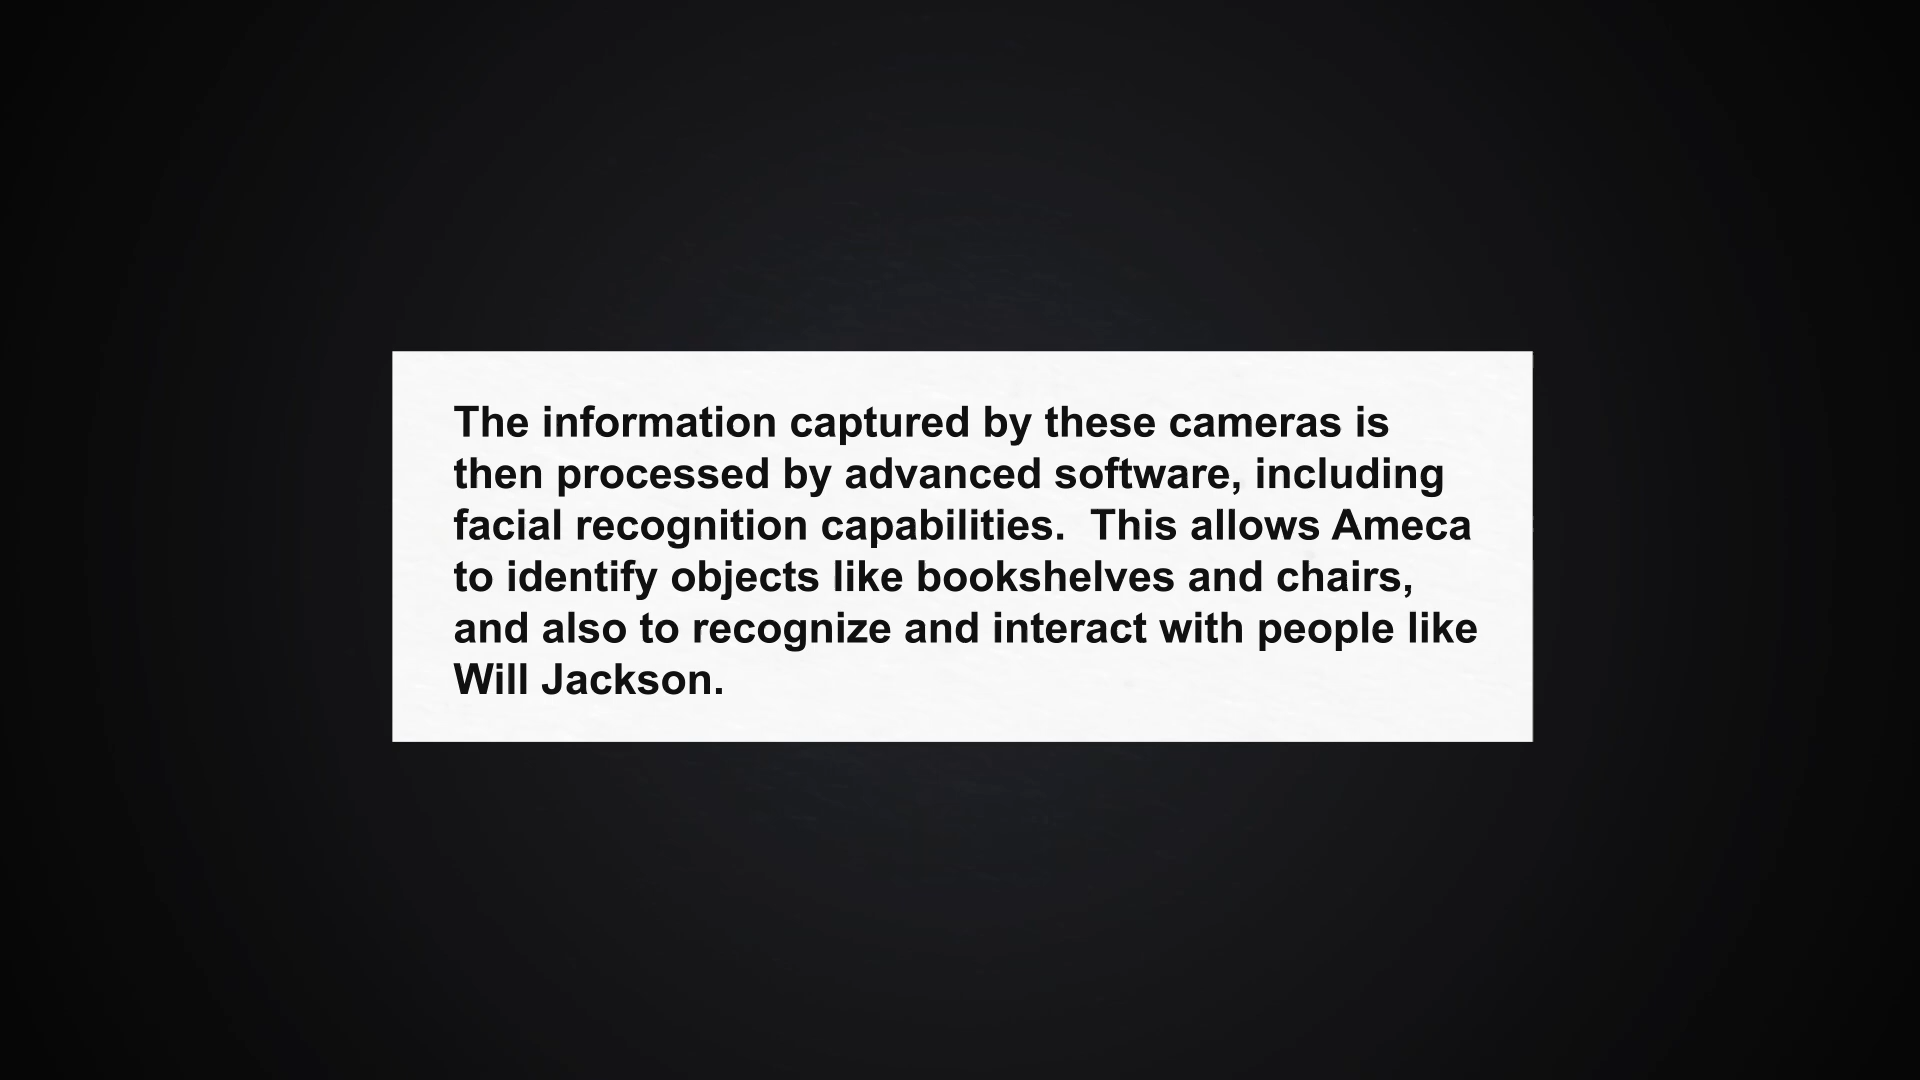 The information captured by these cameras is
then processed by advanced software, including
facial recognition capabilities.  This allows Ameca
to identify objects like bookshelves and chairs,
and also to recognize and interact with people like
Will Jackson.